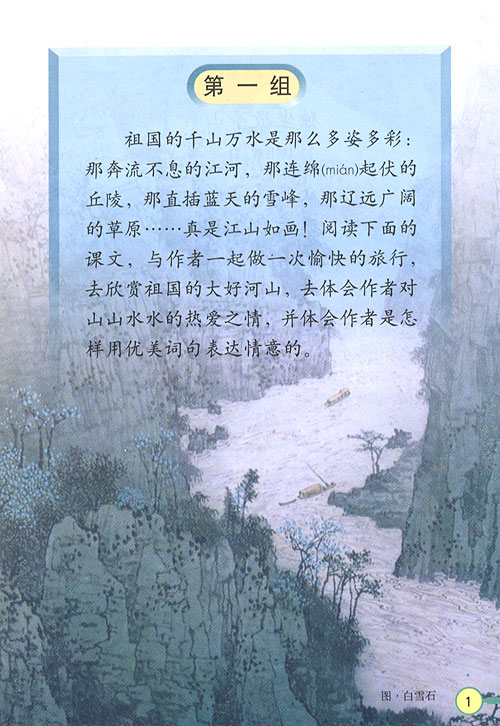 第一组
祖国的千山万水是那么多姿多彩：
那奔流不息的江河，那连绵(mián)起伏的
丘陵，那直插蓝天的雪峰，那辽远广阔
的草原……真是江山如画！阅读下面的
课文，与作者一起做一次愉快的旅行，
去欣赏祖国的大好河山，去体会作者对
山山水水的热爱之情，并体会作者是怎
样用优美词句表达情意的。
图·白雪石
1